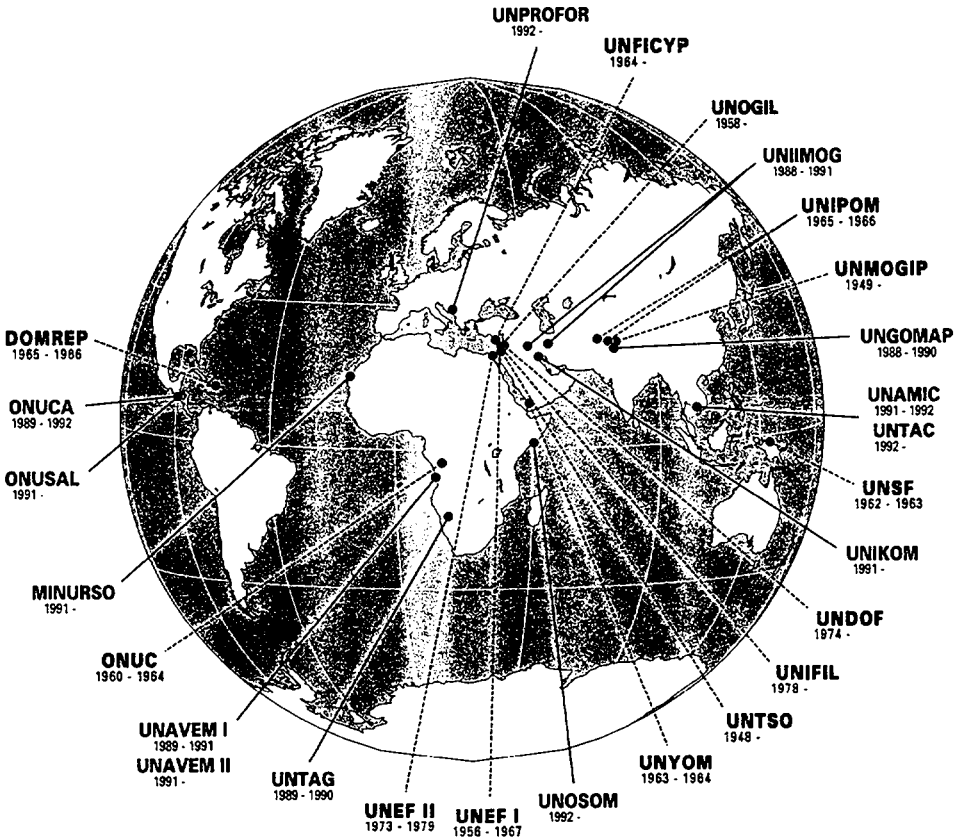 UNPROFOR
1992 -
UNFICYP
1964 -
UNOGIL
1958 -
UNIIMOG
1988 - 1991
UNIPOM
1965 - 1966
UNMOGIP
1949 -
UNGOMAP
1988 - 1990
UNAMIC
1991 - 1992
UNTAC
1992 -
UNSF
1962 - 1963
UNIKOM
1991 -
UNDOF
1974 -
UNIFIL
1978 -
UNTSO
1948 -
UNYOM
1963 - 1964
UNOSOM
1992 -
UNEF I
1956 - 1967
UNEF II
1973 - 1979
UNTAG
1989 - 1990
UNAVEM I
1989 - 1991
UNAVEM II
1991 -
ONUC
1960 - 1964
MINURSO
1991 -
ONUSAL
1991 -
ONUCA
1989 - 1992
DOMREP
1965 - 1986